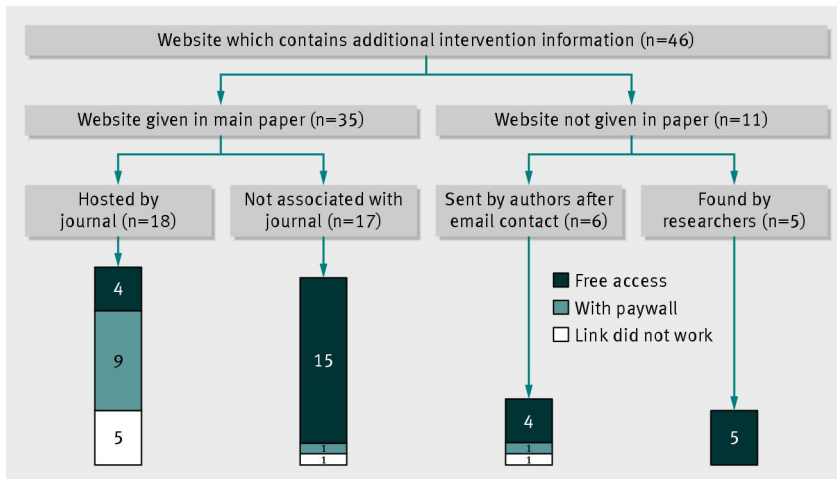 Website which contains additional intervention information (n=46)
Website given in main paper (n=35)
Website not given in paper (n=11)
Hosted by
journal (n=18)
Not associated with
journal (n=17)
Sent by authors after
email contact (n=6)
Found by
researchers (n=5)
Free access
With paywall
Link did not work
4
9
5
15
1
1
4
1
1
5